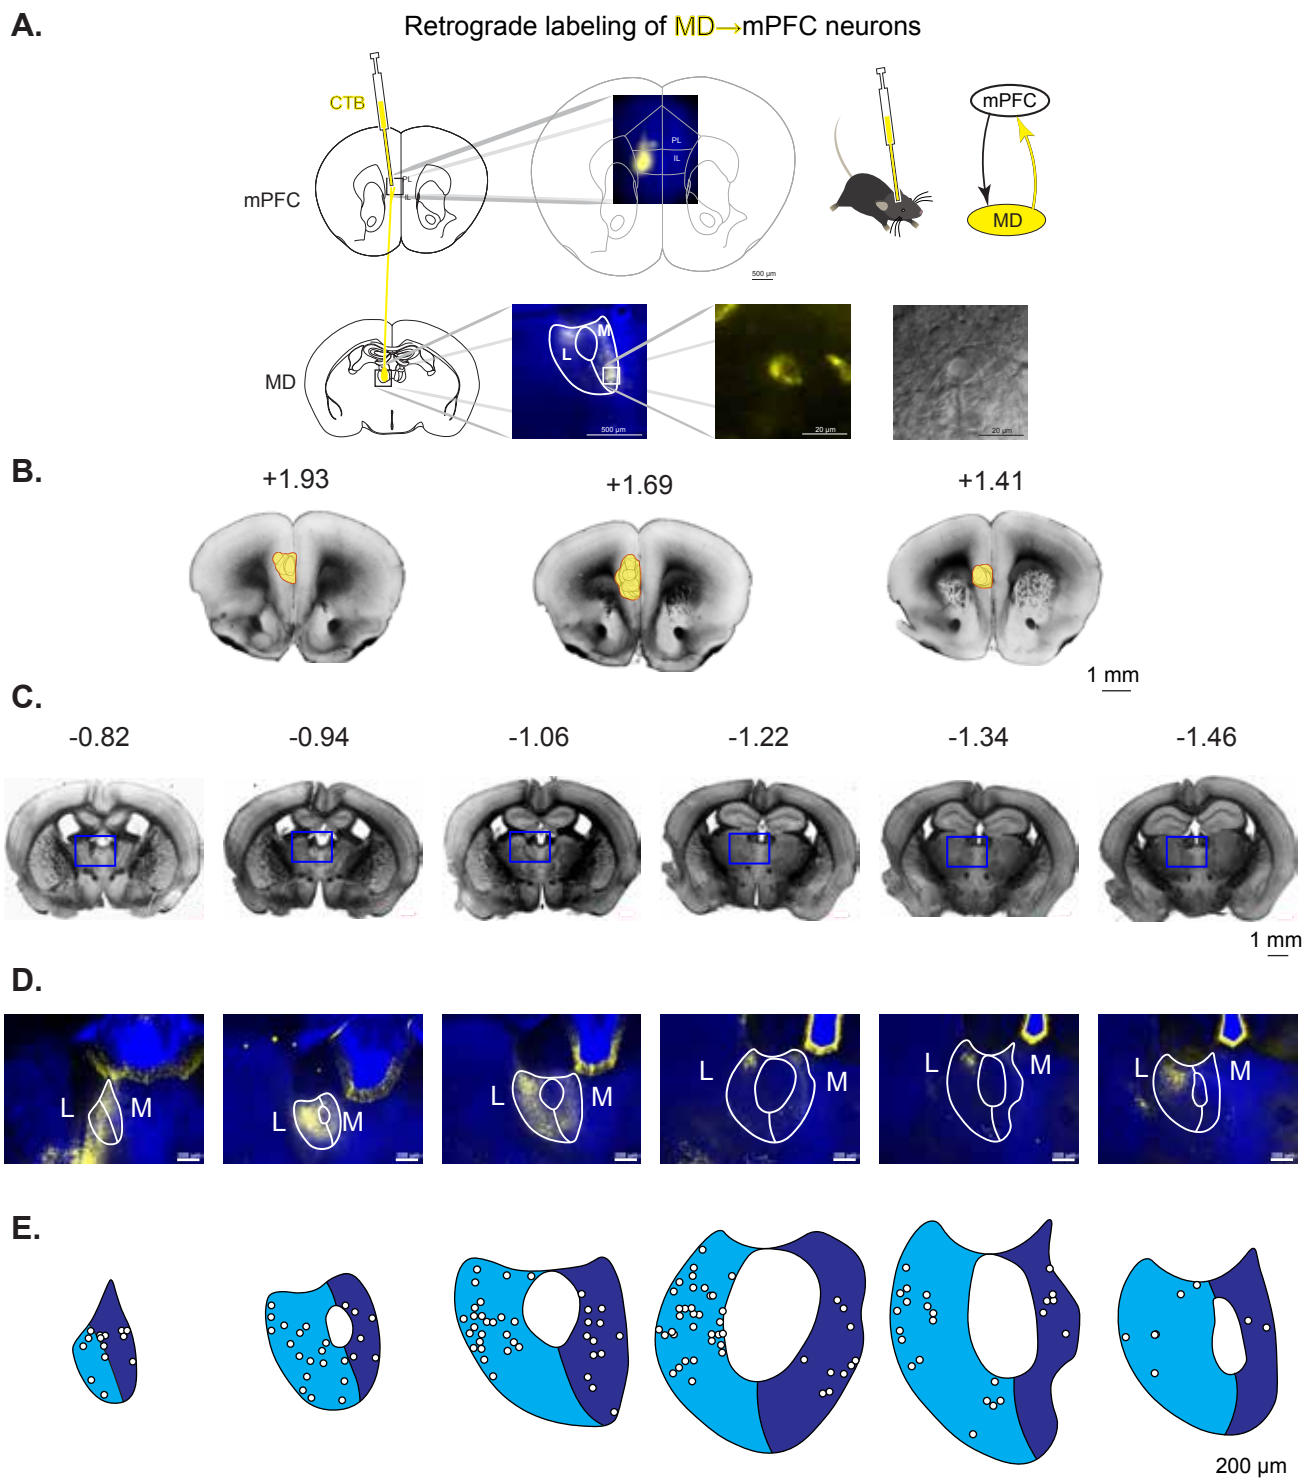 A.
Retrograde labeling of MD→mPFC neurons
CTB
PL
IL
mPFC
PL
IL
500 µm
mPFC
MD
MD
L
M
500 µm
20 µm
20 µm
B.
+1.93
+1.69
+1.41
1 mm
C.
-0.82
-0.94
-1.06
-1.22
-1.34
-1.46
1 mm
D.
L M
L M
L M
L M
L M
L M
E.
200 µm